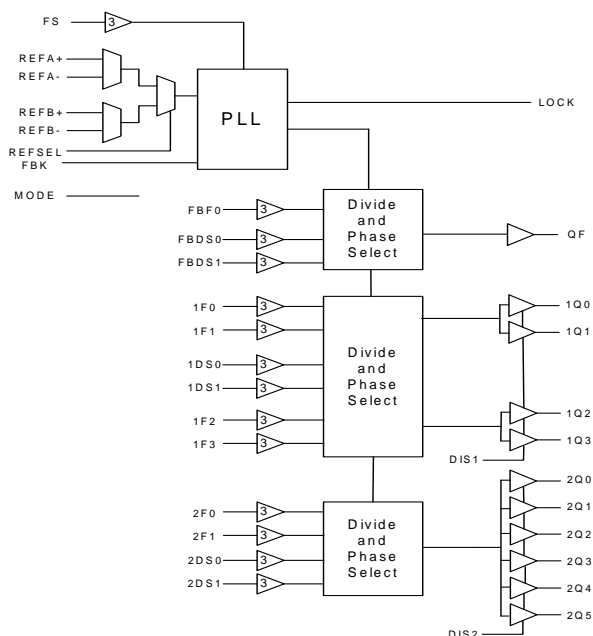 FS 3
REFA+
REFA-
REFB+
REFB-
REFSEL
FBK
PLL
LOCK
MODE
FBF0 3
FBDS0 3
FBDS1 3
Divide
and
Phase
Select
QF
1F0 3
1F1 3
1DS0 3
1DS1 3
1F2 3
1F3 3
Divide
and
Phase
Select
1Q0
1Q1
1Q2
1Q3
DIS1
2F0 3
2F1 3
2DS0 3
2DS1 3
Divide
and
Phase
Select
2Q0
2Q1
2Q2
2Q3
2Q4
2Q5
DIS2